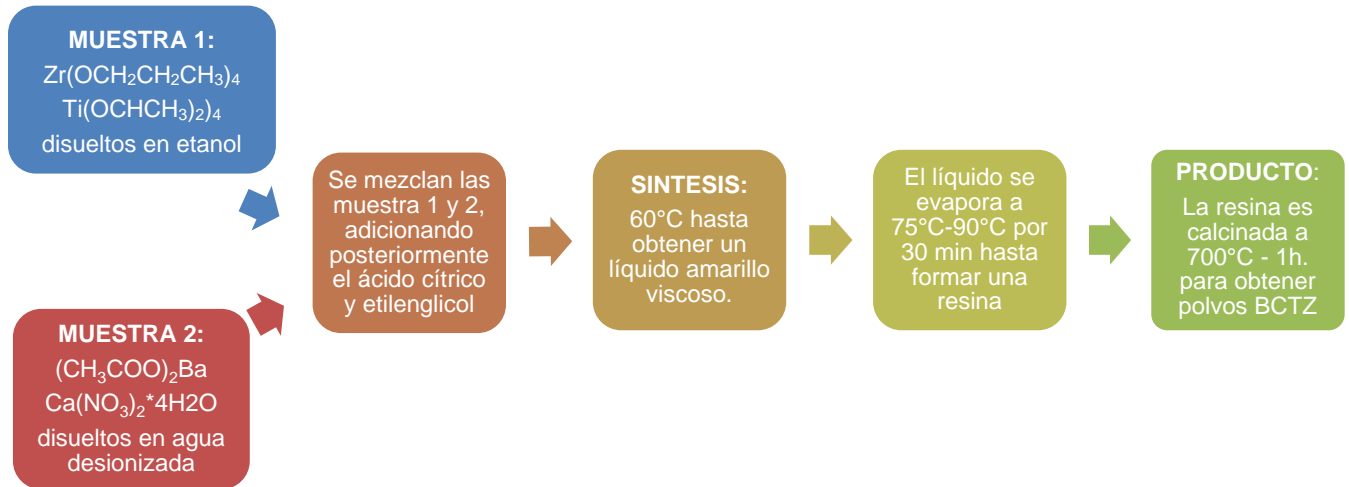 MUESTRA 1:
Zr(OCH₂CH₂CH₃)₄
Ti(OCHCH₃)₂)₄
disueltos en etanol
MUESTRA 2:
(CH₃COO)₂Ba
Ca(NO₃)₂*4H2O
disueltos en agua
desionizada
Se mezclan las
muestra 1 y 2,
adicionando
posteriormente
el ácido cítrico
y etilenglicol
SINTESIS:
60°C hasta
obtener un
líquido amarillo
viscoso.
El líquido se
evapora a
75°C-90°C por
30 min hasta
formar una
resina
PRODUCTO:
La resina es
calcinada a
700°C - 1h.
para obtener
polvos BCTZ